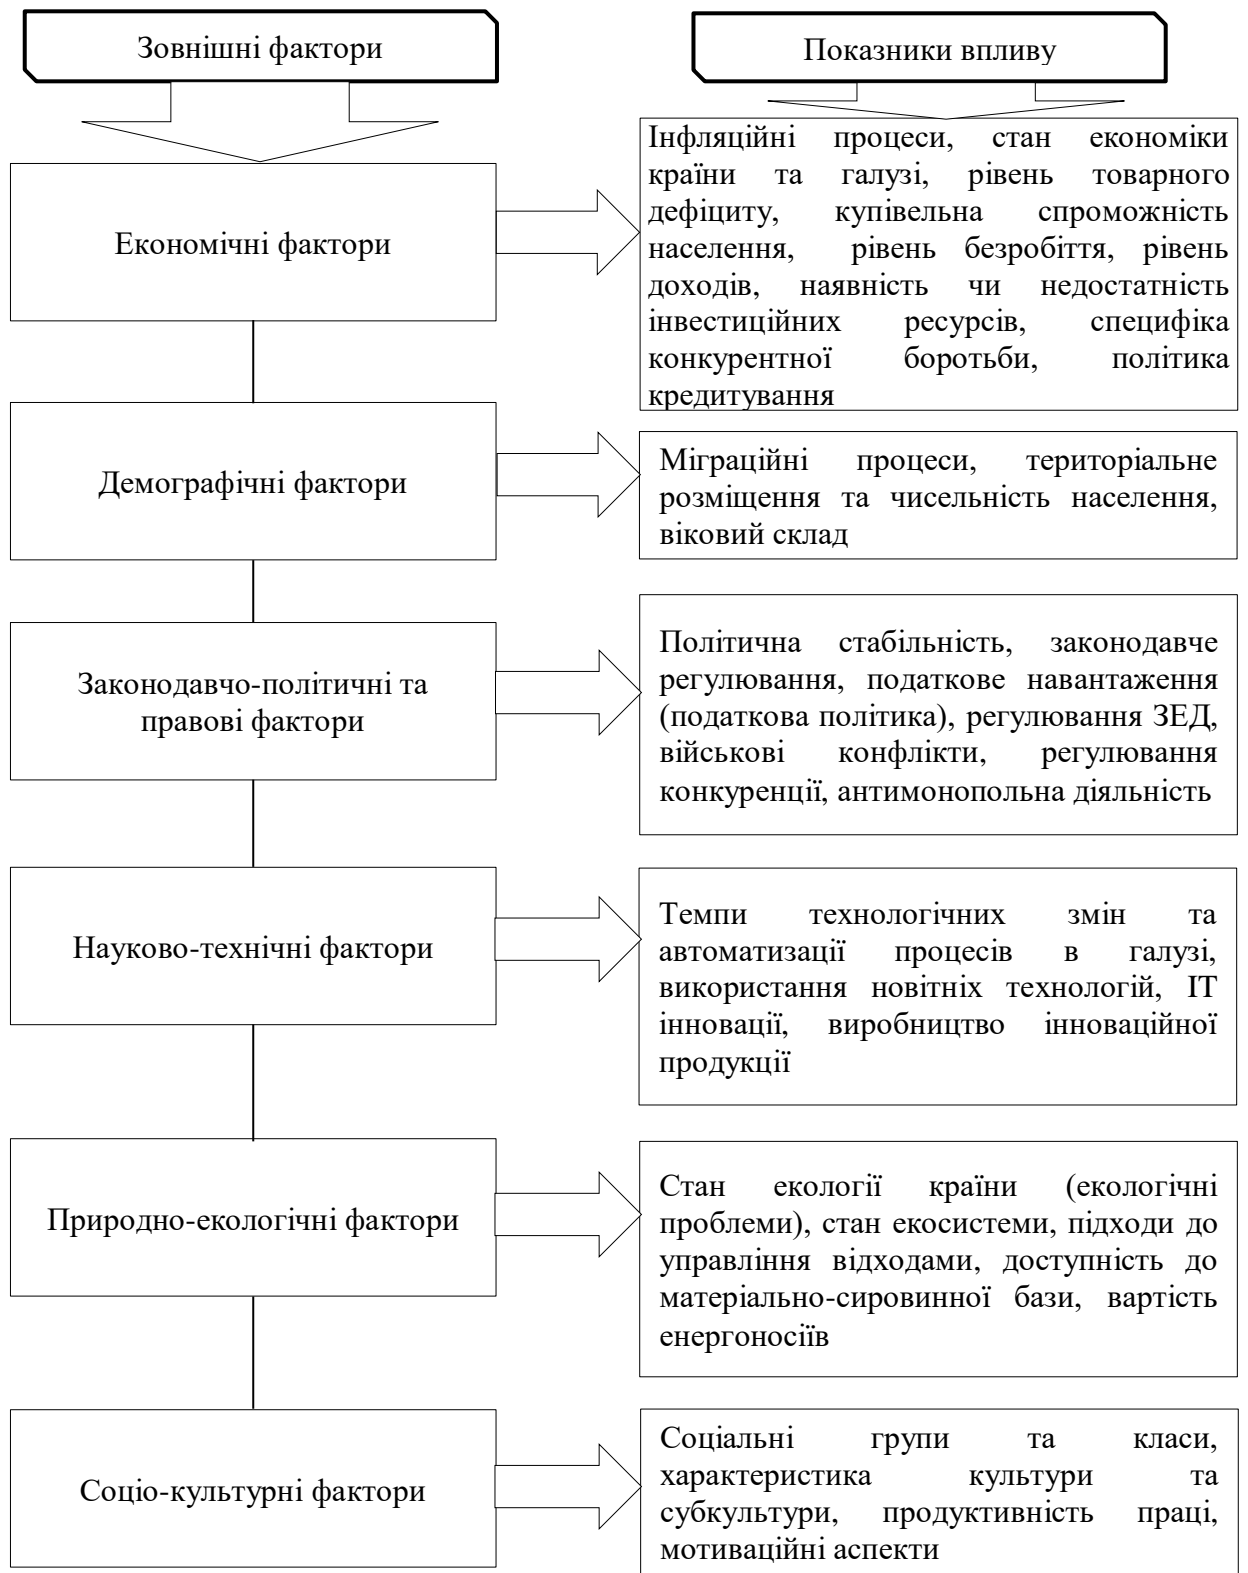 Зовнішні фактори
Показники впливу
Економічні фактори
Інфляційні процеси, стан економіки
країни та галузі, рівень товарного
дефіциту, купівельна спроможність
населення, рівень безробіття, рівень
доходів, наявність чи недостатність
інвестиційних ресурсів, специфіка
конкурентної боротьби, політика
кредитування
Демографічні фактори
Міграційні процеси, територіальне
розміщення та чисельність населення,
віковий склад
Законодавчо-політичні та
правові фактори
Політична стабільність, законодавче
регулювання, податкове навантаження
(податкова політика), регулювання ЗЕД,
військові конфлікти, регулювання
конкуренції, антимонопольна діяльність
Науково-технічні фактори
Темпи технологічних змін та
автоматизації процесів в галузі,
використання новітніх технологій, ІТ
інновації, виробництво інноваційної
продукції
Природно-екологічні фактори
Стан екології країни (екологічні
проблеми), стан екосистеми, підходи до
управління відходами, доступність до
матеріально-сировинної бази, вартість
енергоносіїв
Соціо-культурні фактори
Соціальні групи та класи,
характеристика культури та
субкультури, продуктивність праці,
мотиваційні аспекти